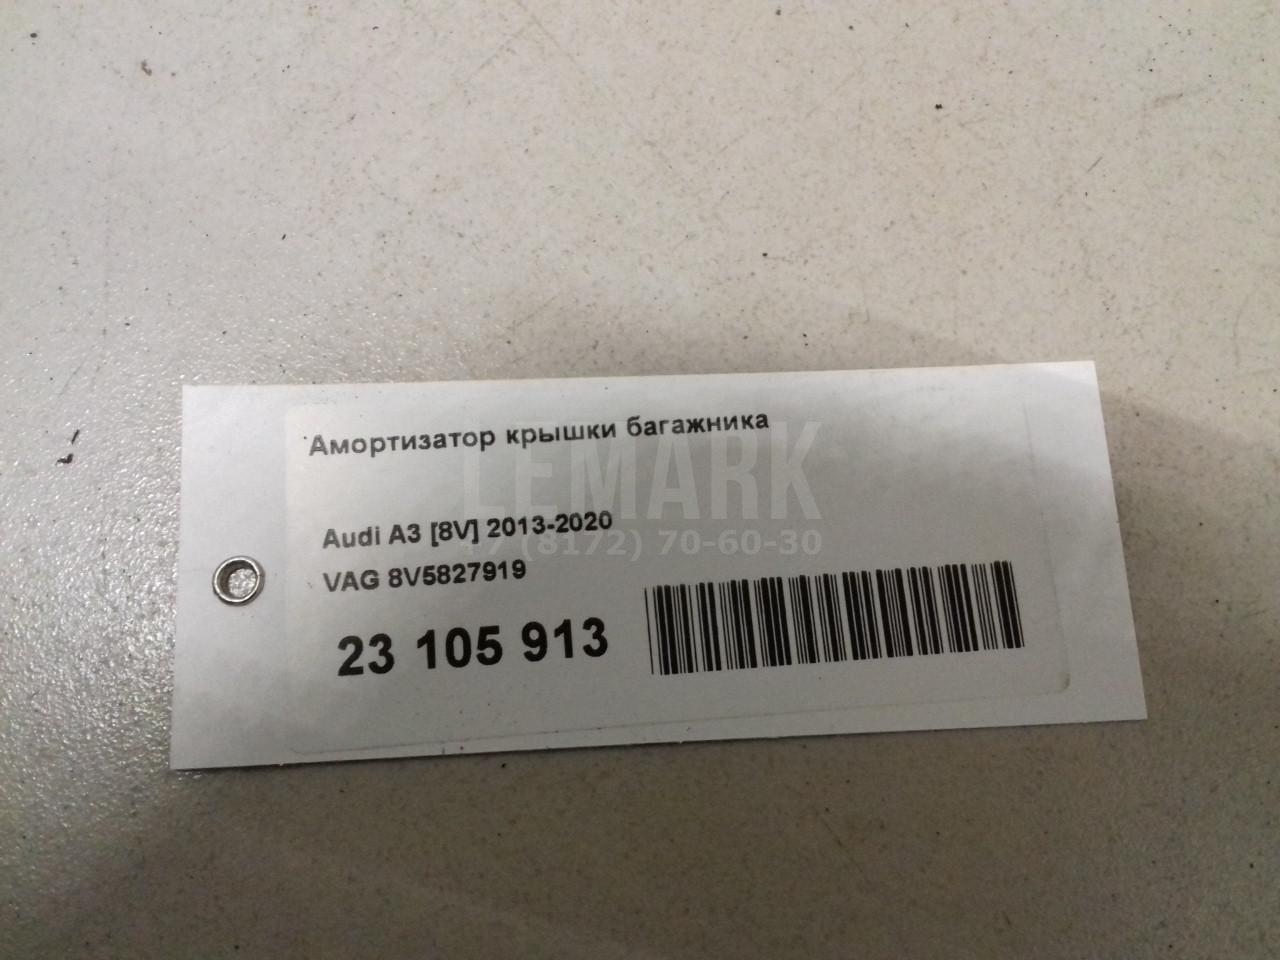 Амортизатор крышки багажника
LEMARK
Audi A3 [8V] 2013-2020
+7 (8172) 70-60-30
VAG 8V5827919
23 105 913